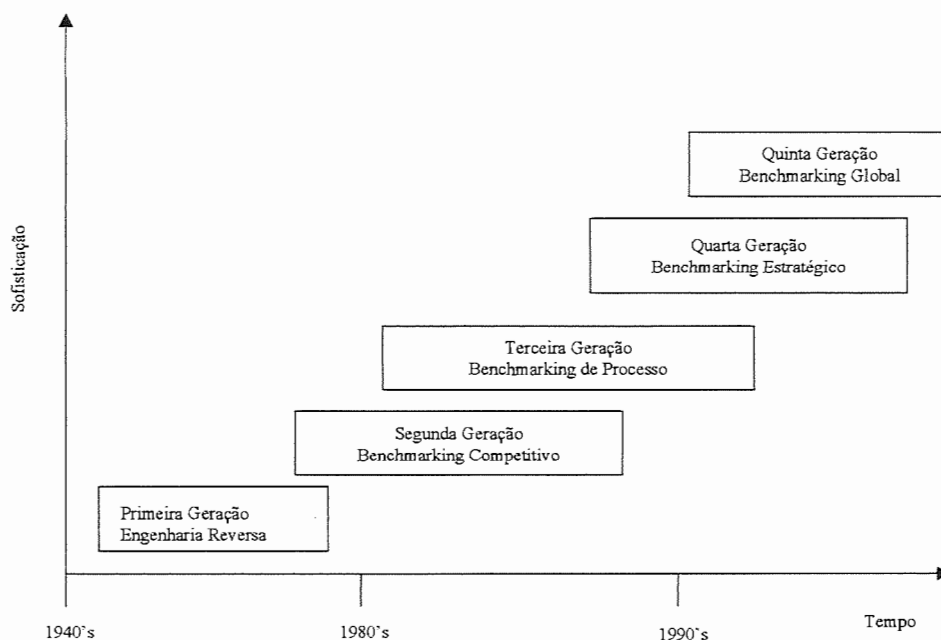 Quinta Geração
Benchmarking Global
Quarta Geração
Benchmarking Estratégico
Sofisticação
Terceira Geração
Benchmarking de Processo
Segunda Geração
Benchmarking Competitivo
Primeira Geração
Engenharia Reversa
1940`s
1980`s
1990`s
Tempo